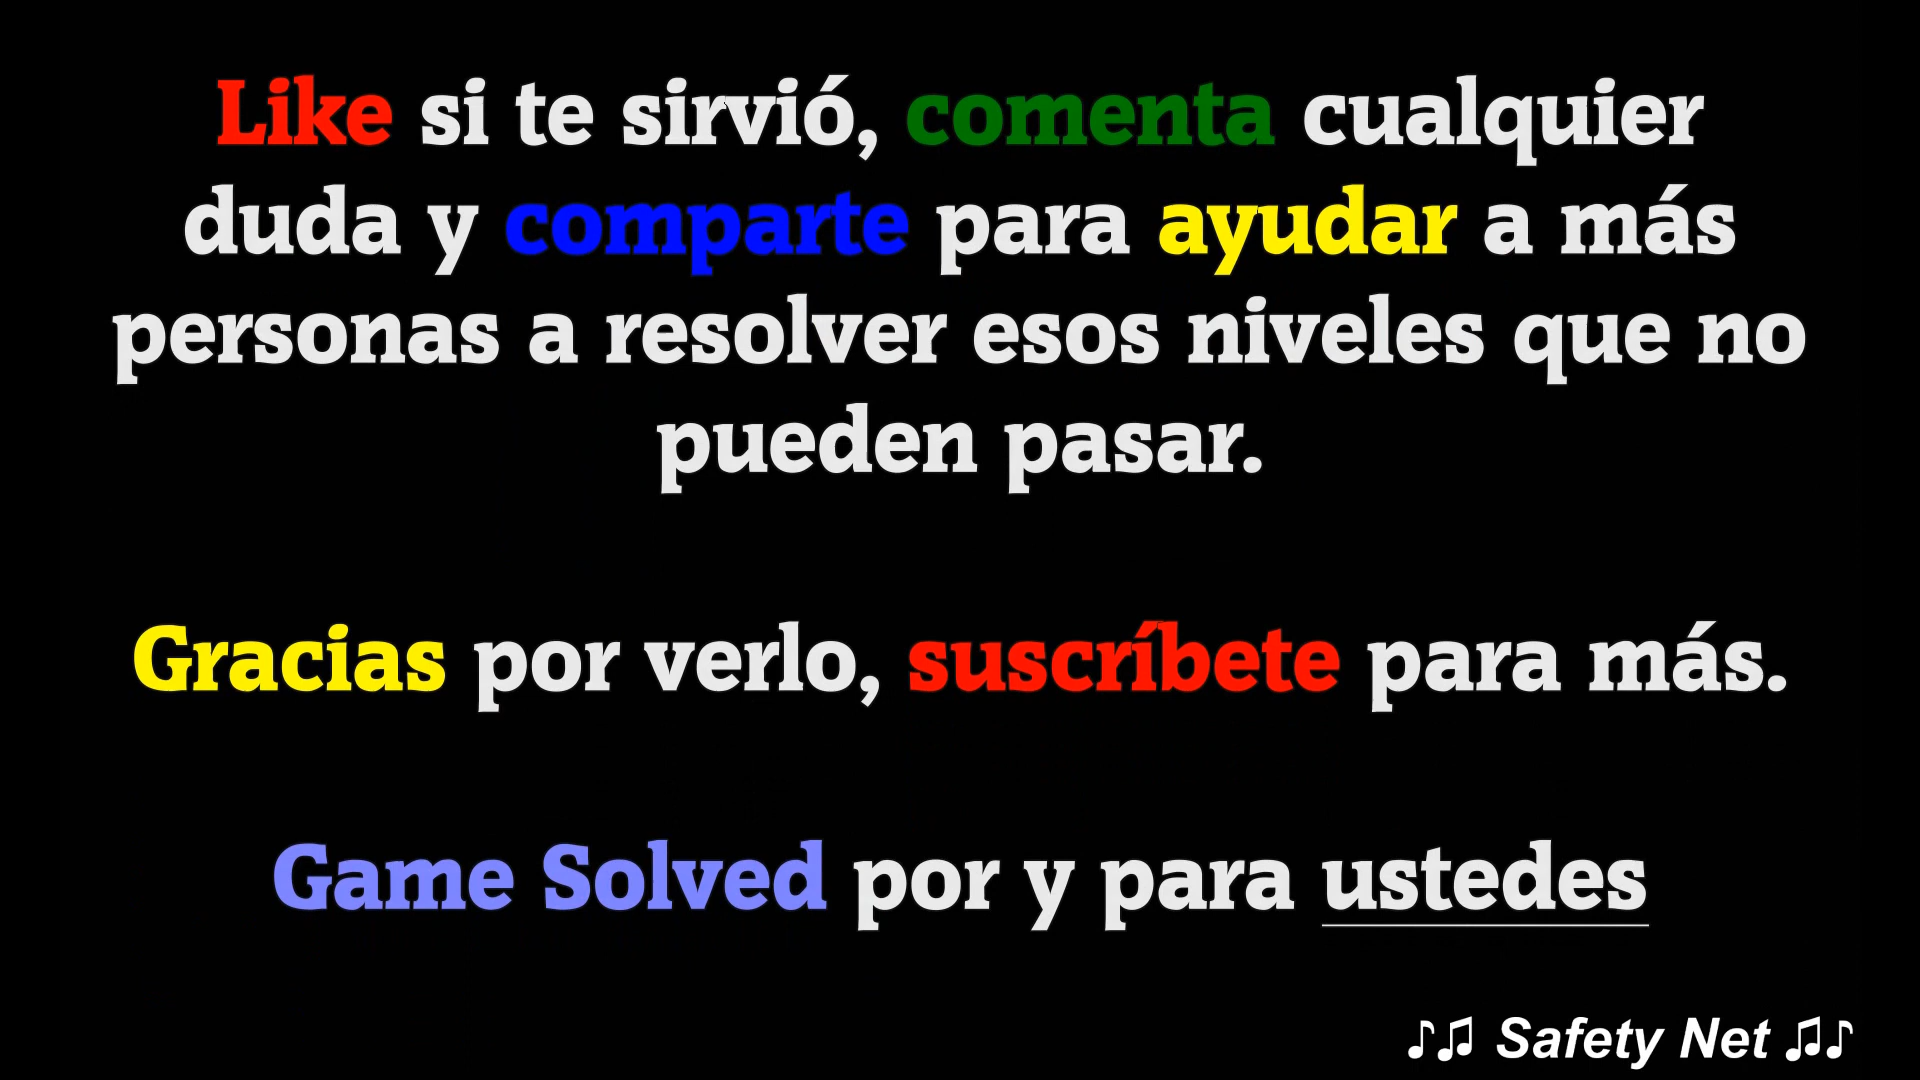 Like si te sirvió, comenta cualquier
duda y comparte para ayudar a más
personas a resolver esos niveles que no
pueden pasar.
Gracias por verlo, suscríbete para más.
Game Solved por y para ustedes
♪♫ Safety Net ♫♪